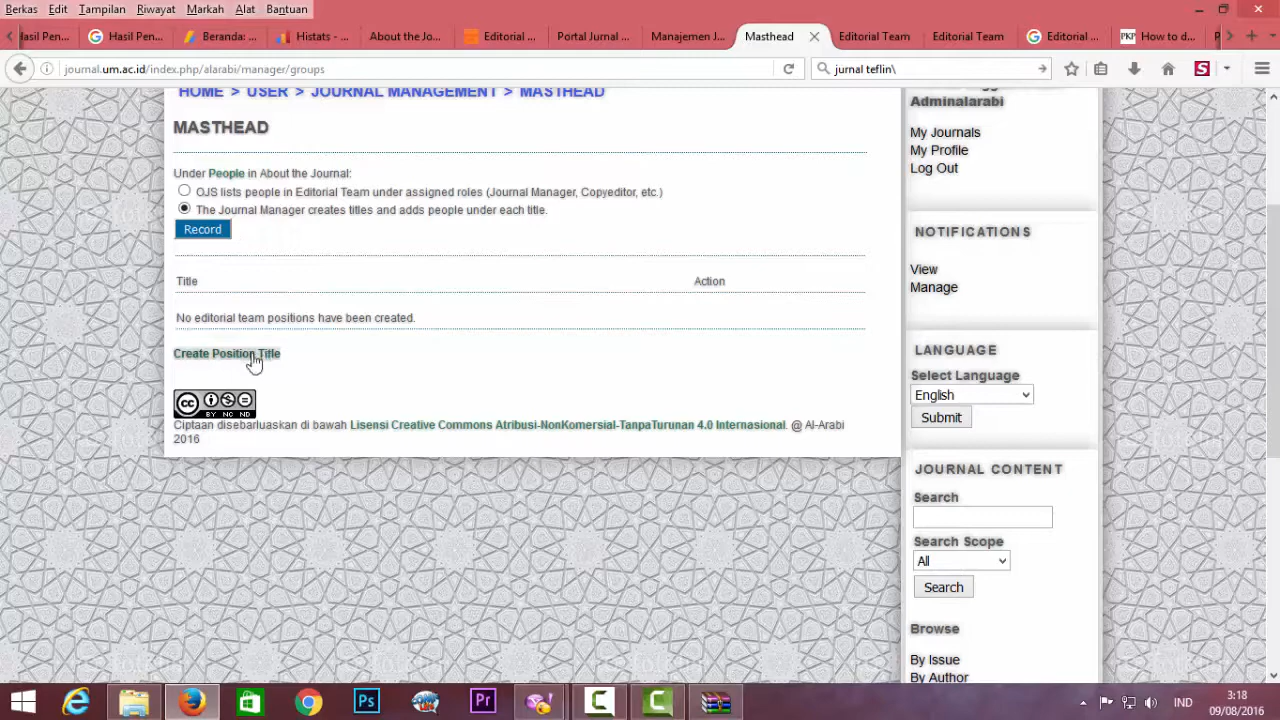 Berkas Edit Tampilan Riwayat Markah Alat Bantuan
Hasil Pen... Hasil Pen... Beranda: ... Histats - ... About the Jo... Editorial ... Portal Jurnal ... Manajemen J... Masthead Editorial Team Editorial Team Editorial ... How to d...
journal.um.ac.id/index.php/alarabi/manager/groups jurnal teflin\
HOME > USER > JOURNAL MANAGEMENT > MASTHEAD
MASTHEAD
Under People in About the Journal:
OJS lists people in Editorial Team under assigned roles (Journal Manager, Copyeditor, etc.)
The Journal Manager creates titles and adds people under each title.
Record
Title Action
No editorial team positions have been created.
Create Position Title
CC BY NC ND
Ciptaan disebarluaskan di bawah Lisensi Creative Commons Atribusi-NonKomersial-TanpaTurunan 4.0 Internasional. @ Al-Arabi
2016
Adminalarabi
My Journals
My Profile
Log Out
NOTIFICATIONS
View
Manage
LANGUAGE
Select Language
English
Submit
JOURNAL CONTENT
Search
Search Scope
All
Search
Browse
By Issue
By Author
IND
3:18
09/08/2016